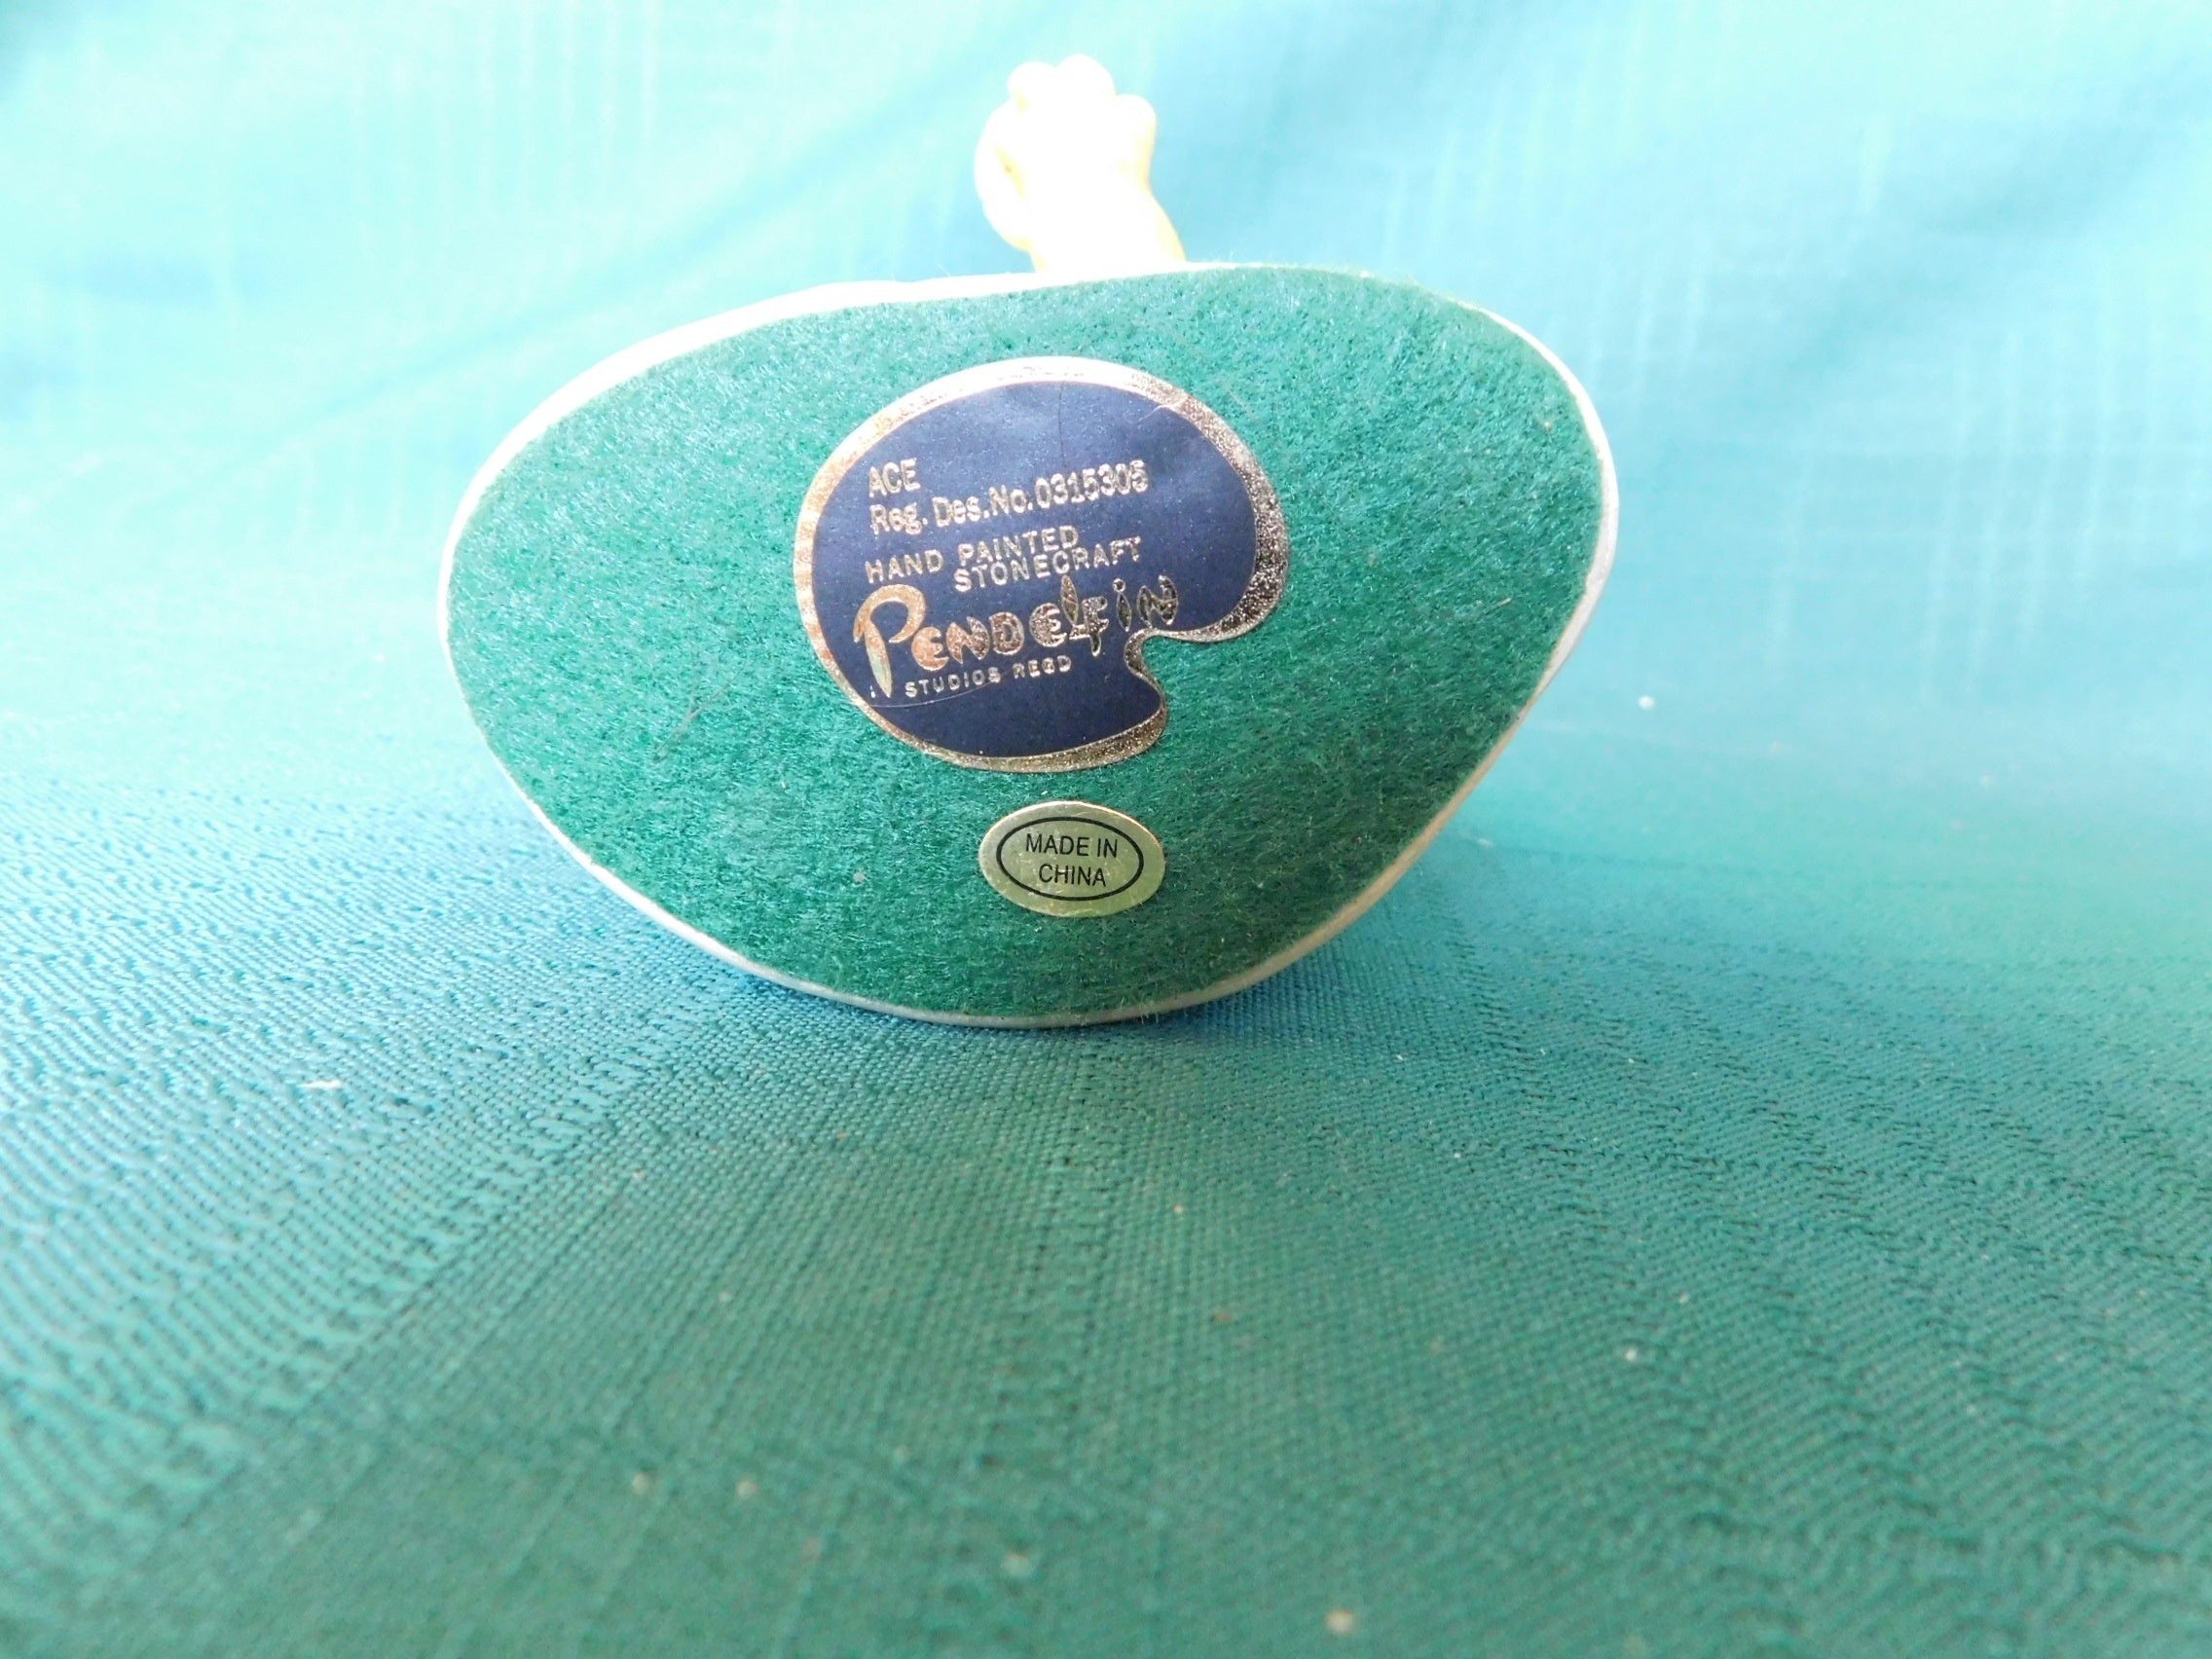 ACE
Reg. Des. No. 0315305
HAND PAINTED
STONECRAFT
PENDELFIN
STUDIOS REGD
MADE IN
CHINA